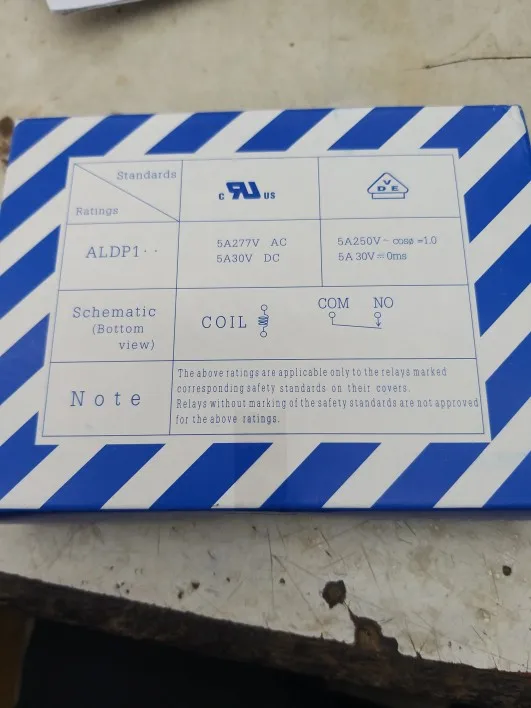 Standards
Ratings
c RU US
VDE
ALDP1··
5A277V AC
5A30V DC
5A250V~ cosø=1.0
5A30V⎓0ms
Schematic
(Bottom
view)
COIL
COM NO
Note
The above ratings are applicable only to the relays marked
corresponding safety standards on their covers.
Relays without marking of the safety standards are not approved
for the above ratings.